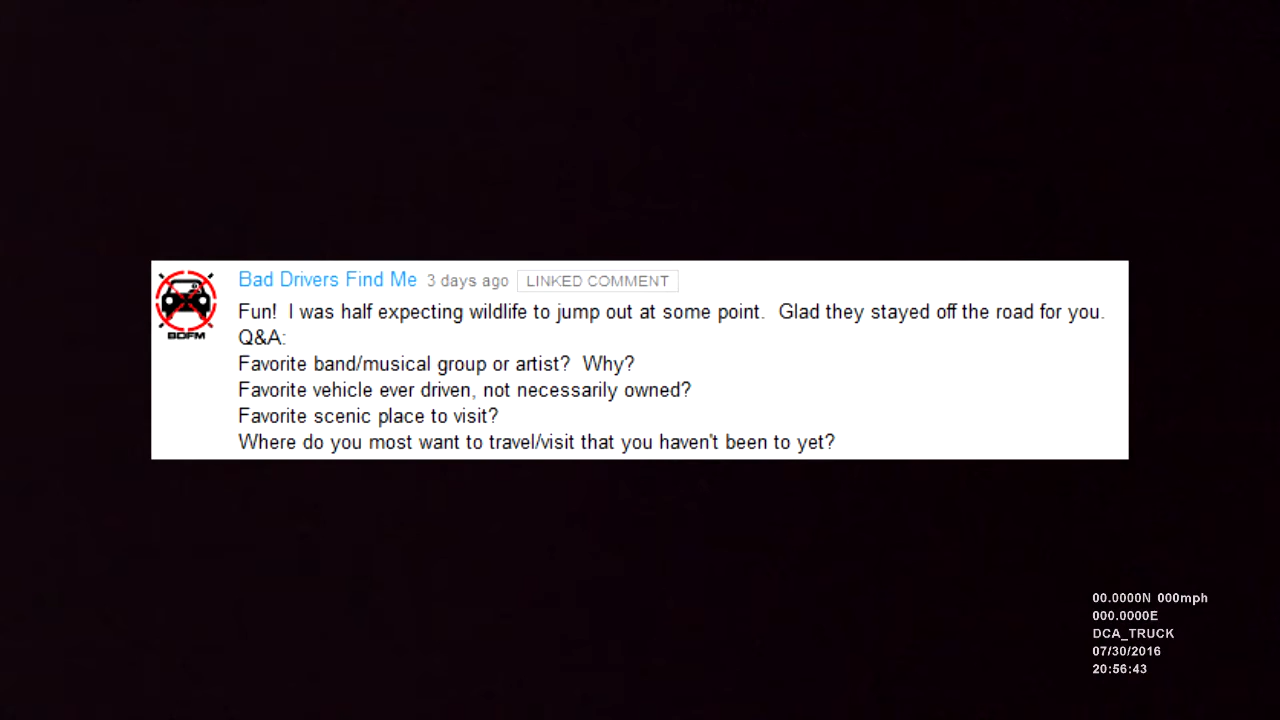 Bad Drivers Find Me 3 days ago LINKED COMMENT
Fun!  I was half expecting wildlife to jump out at some point.  Glad they stayed off the road for you.
Q&A:
Favorite band/musical group or artist?  Why?
Favorite vehicle ever driven, not necessarily owned?
Favorite scenic place to visit?
Where do you most want to travel/visit that you haven't been to yet?
BDFM
00.0000N 000mph
000.0000E
DCA_TRUCK
07/30/2016
20:56:43